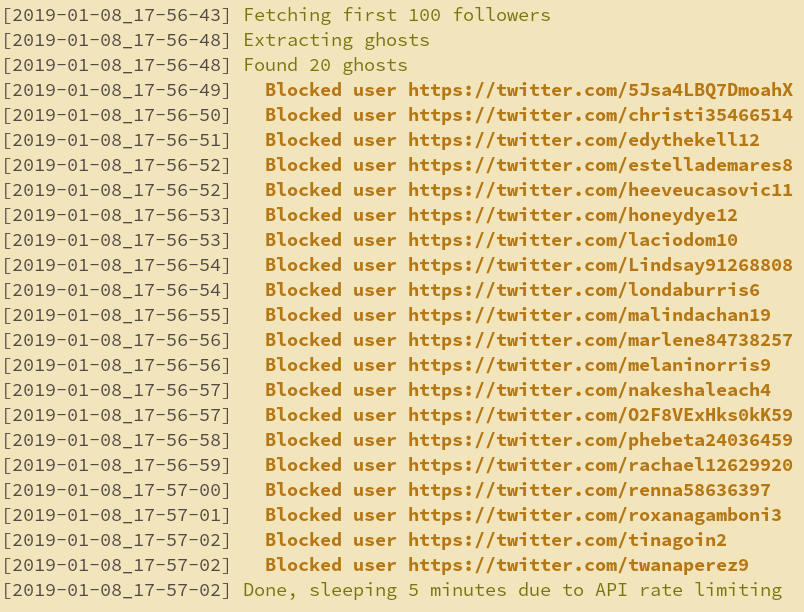 [2019-01-08_17-56-43] Fetching first 100 followers
[2019-01-08_17-56-48] Extracting ghosts
[2019-01-08_17-56-48] Found 20 ghosts
[2019-01-08_17-56-49]   Blocked user https://twitter.com/5Jsa4LBQ7DmoahX
[2019-01-08_17-56-50]   Blocked user https://twitter.com/christi35466514
[2019-01-08_17-56-51]   Blocked user https://twitter.com/edythekell12
[2019-01-08_17-56-52]   Blocked user https://twitter.com/estellademares8
[2019-01-08_17-56-52]   Blocked user https://twitter.com/heeveucasovic11
[2019-01-08_17-56-53]   Blocked user https://twitter.com/honeydye12
[2019-01-08_17-56-53]   Blocked user https://twitter.com/laciodom10
[2019-01-08_17-56-54]   Blocked user https://twitter.com/Lindsay91268808
[2019-01-08_17-56-54]   Blocked user https://twitter.com/londaburris6
[2019-01-08_17-56-55]   Blocked user https://twitter.com/malindachan19
[2019-01-08_17-56-56]   Blocked user https://twitter.com/marlene84738257
[2019-01-08_17-56-56]   Blocked user https://twitter.com/melaninorris9
[2019-01-08_17-56-57]   Blocked user https://twitter.com/nakeshaleach4
[2019-01-08_17-56-57]   Blocked user https://twitter.com/O2F8VExHks0kK59
[2019-01-08_17-56-58]   Blocked user https://twitter.com/phebeta24036459
[2019-01-08_17-56-59]   Blocked user https://twitter.com/rachael12629920
[2019-01-08_17-57-00]   Blocked user https://twitter.com/renna58636397
[2019-01-08_17-57-01]   Blocked user https://twitter.com/roxanagamboni3
[2019-01-08_17-57-02]   Blocked user https://twitter.com/tinagoin2
[2019-01-08_17-57-02]   Blocked user https://twitter.com/twanaperez9
[2019-01-08_17-57-02] Done, sleeping 5 minutes due to API rate limiting